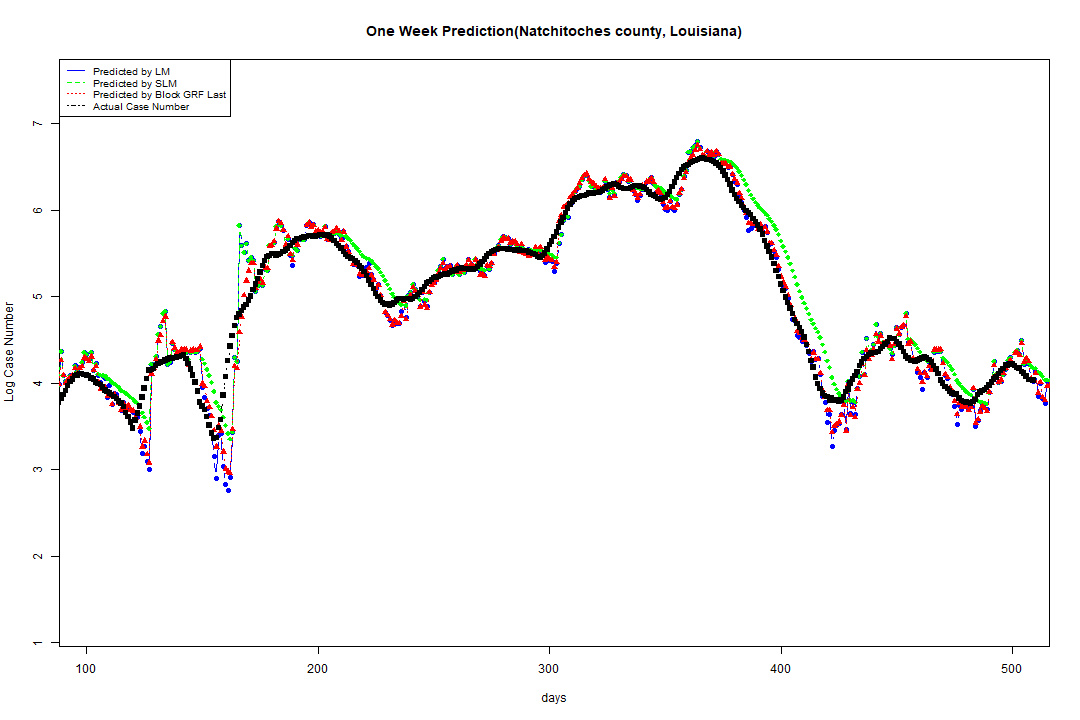 One Week Prediction(Natchitoches county, Louisiana)
Predicted by LM
Predicted by SLM
Predicted by Block GRF Last
Actual Case Number
Log Case Number
7
6
5
4
3
2
1
100 200 300 400 500
days